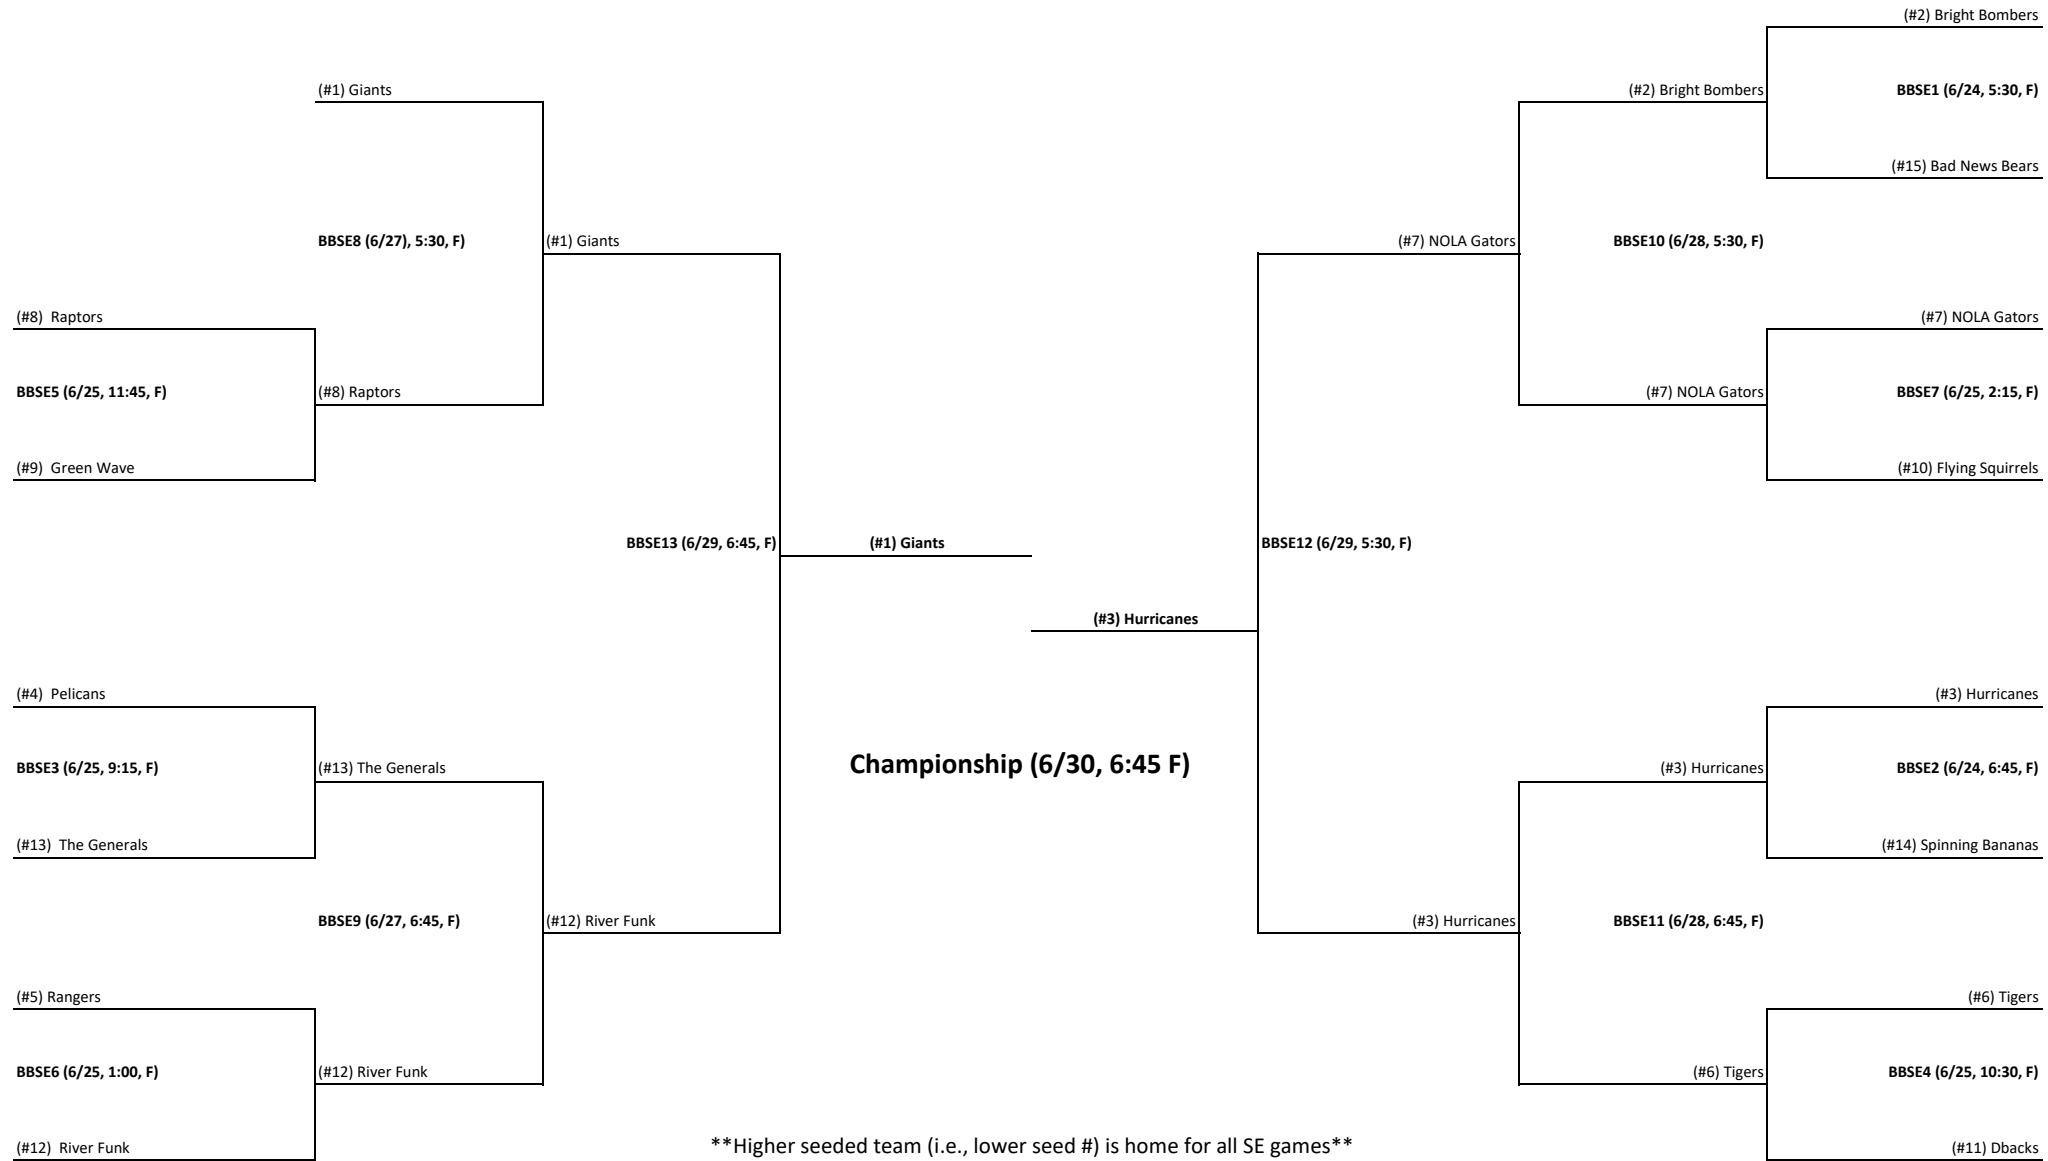 (#2) Bright Bombers
(#1) Giants
(#2) Bright Bombers
BBSE1 (6/24, 5:30, F)
(#15) Bad News Bears
BBSE8 (6/27), 5:30, F)
(#1) Giants
(#7) NOLA Gators
BBSE10 (6/28, 5:30, F)
(#8) Raptors
(#7) NOLA Gators
BBSE5 (6/25, 11:45, F)
(#8) Raptors
(#7) NOLA Gators
BBSE7 (6/25, 2:15, F)
(#9) Green Wave
(#10) Flying Squirrels
BBSE13 (6/29, 6:45, F)
(#1) Giants
BBSE12 (6/29, 5:30, F)
(#3) Hurricanes
(#4) Pelicans
(#3) Hurricanes
BBSE3 (6/25, 9:15, F)
(#13) The Generals
Championship (6/30, 6:45 F)
(#3) Hurricanes
BBSE2 (6/24, 6:45, F)
(#13) The Generals
(#14) Spinning Bananas
BBSE9 (6/27, 6:45, F)
(#12) River Funk
(#3) Hurricanes
BBSE11 (6/28, 6:45, F)
(#5) Rangers
(#6) Tigers
BBSE6 (6/25, 1:00, F)
(#12) River Funk
(#6) Tigers
BBSE4 (6/25, 10:30, F)
(#12) River Funk
**Higher seeded team (i.e., lower seed #) is home for all SE games**
(#11) Dbacks